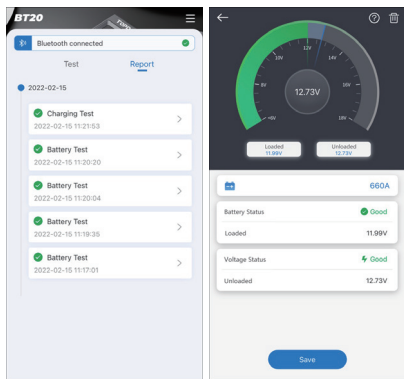 BT20
Bluetooth connected
Test
Report
2022-02-15
Charging Test
2022-02-15 11:21:53
Battery Test
2022-02-15 11:20:20
Battery Test
2022-02-15 11:20:04
Battery Test
2022-02-15 11:19:35
Battery Test
2022-02-15 11:17:01
12V
10V
14V
8V
16V
12.73V
<6V
18V
Loaded
11.99V
Unloaded
12.73V
660A
Battery Status
Good
Loaded
11.99V
Voltage Status
Good
Unloaded
12.73V
Save